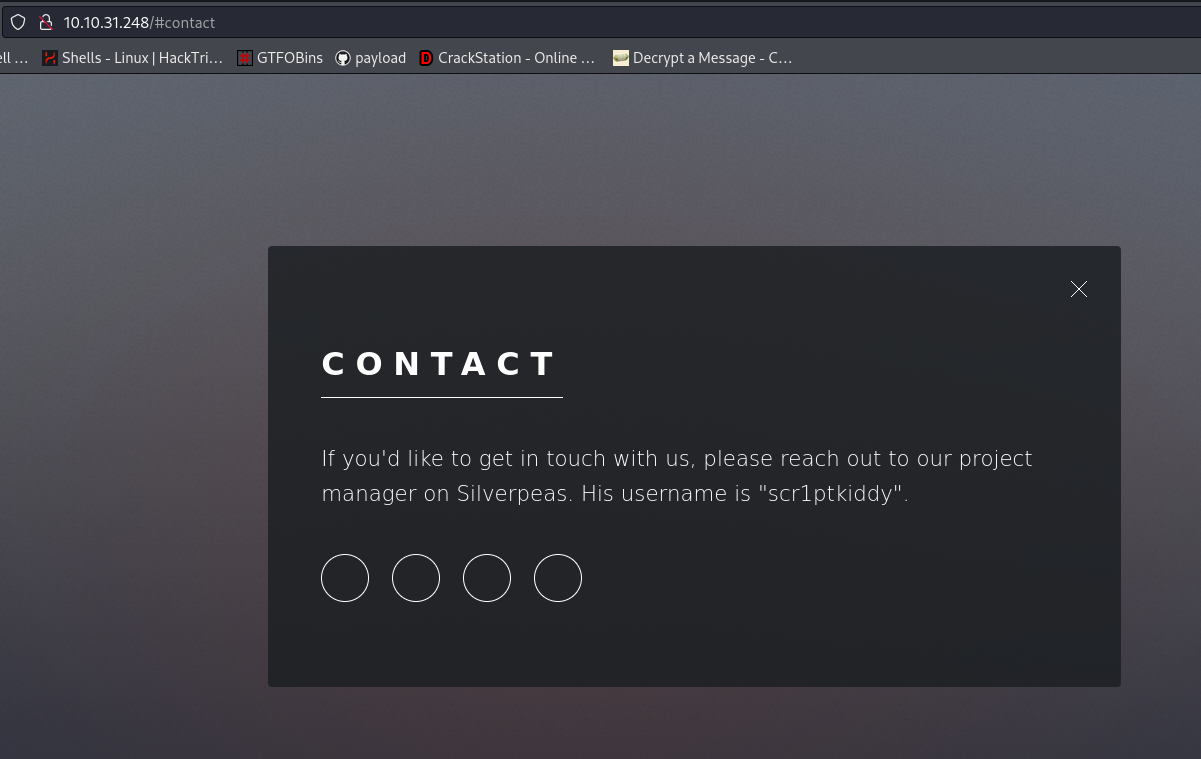 10.10.31.248/#contact
ell … Shells - Linux | HackTri… GTFOBins payload CrackStation - Online … Decrypt a Message - C…
CONTACT
If you'd like to get in touch with us, please reach out to our project
manager on Silverpeas. His username is "scr1ptkiddy".